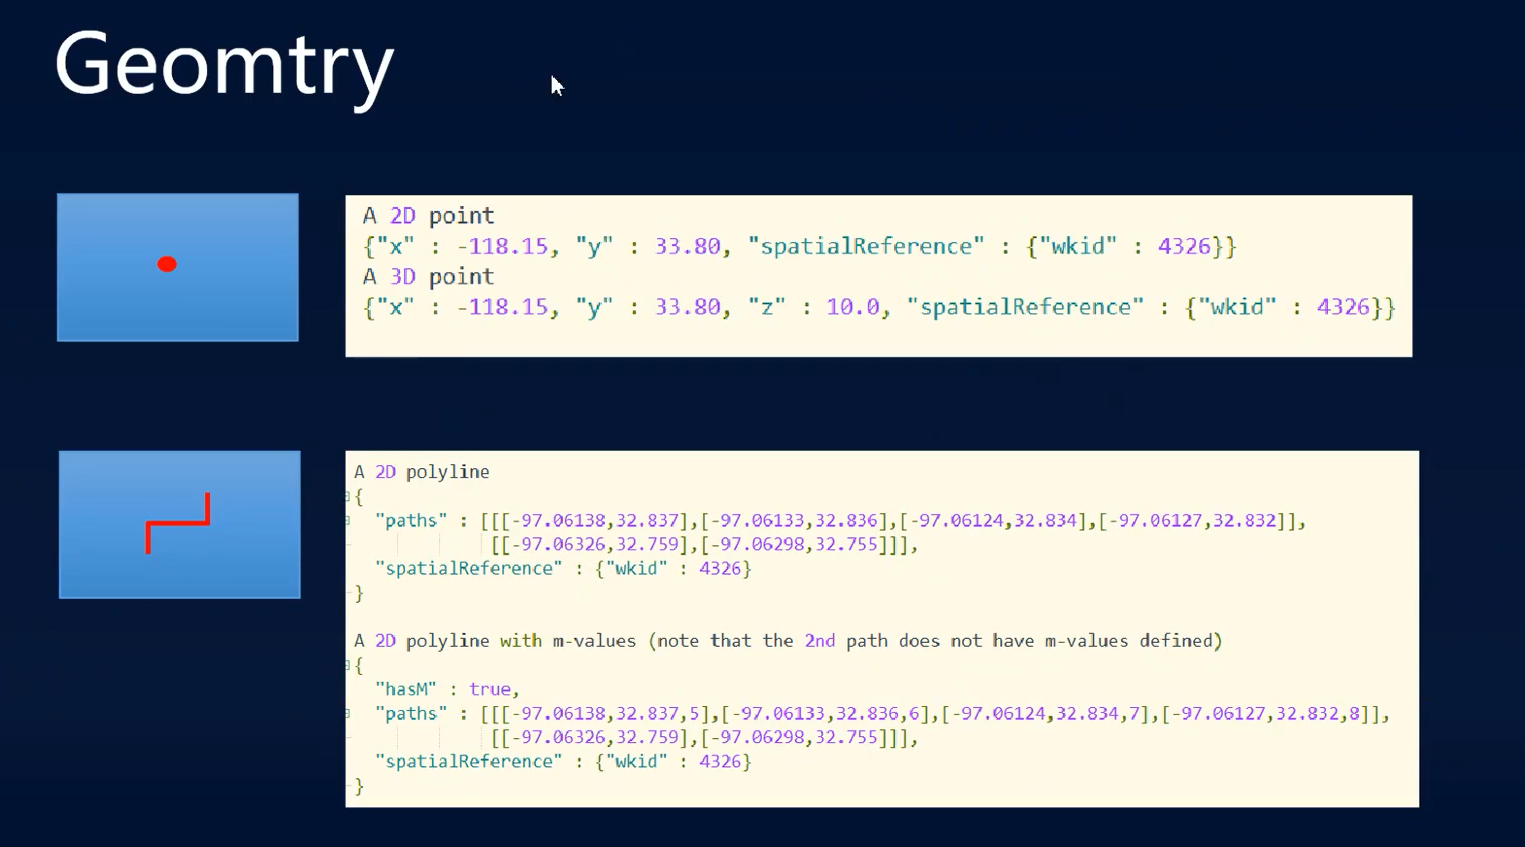 Geomtry
A 2D point
{"x" : -118.15, "y" : 33.80, "spatialReference" : {"wkid" : 4326}}
A 3D point
{"x" : -118.15, "y" : 33.80, "z" : 10.0, "spatialReference" : {"wkid" : 4326}}
A 2D polyline
{
"paths" : [[[-97.06138,32.837],[-97.06133,32.836],[-97.06124,32.834],[-97.06127,32.832]],
[[-97.06326,32.759],[-97.06298,32.755]]],
"spatialReference" : {"wkid" : 4326}
}
A 2D polyline with m-values (note that the 2nd path does not have m-values defined)
{
"hasM" : true,
"paths" : [[[-97.06138,32.837,5],[-97.06133,32.836,6],[-97.06124,32.834,7],[-97.06127,32.832,8]],
[[-97.06326,32.759],[-97.06298,32.755]]],
"spatialReference" : {"wkid" : 4326}
}